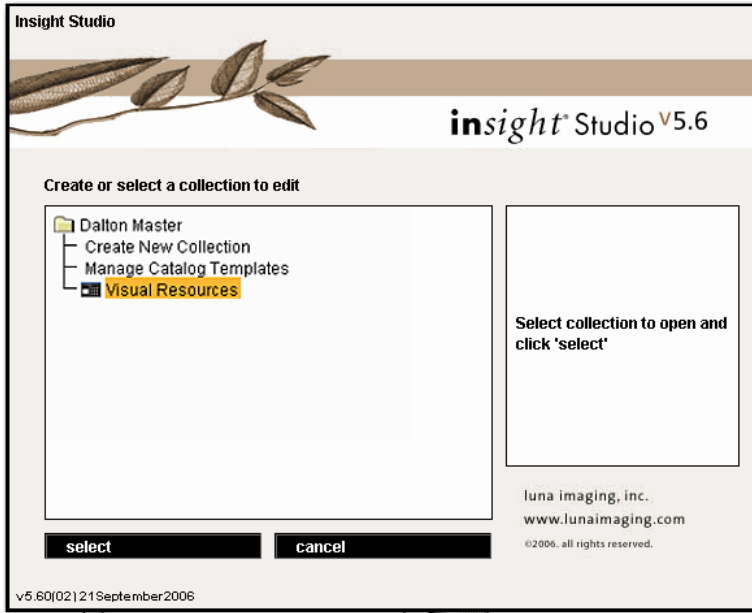 Insight Studio
insight® Studio v5.6
Create or select a collection to edit
Dalton Master
Create New Collection
Manage Catalog Templates
Visual Resources
Select collection to open and
click 'select'
luna imaging, inc.
www.lunaimaging.com
©2006. all rights reserved.
select
cancel
v5.60(02) 21September2006